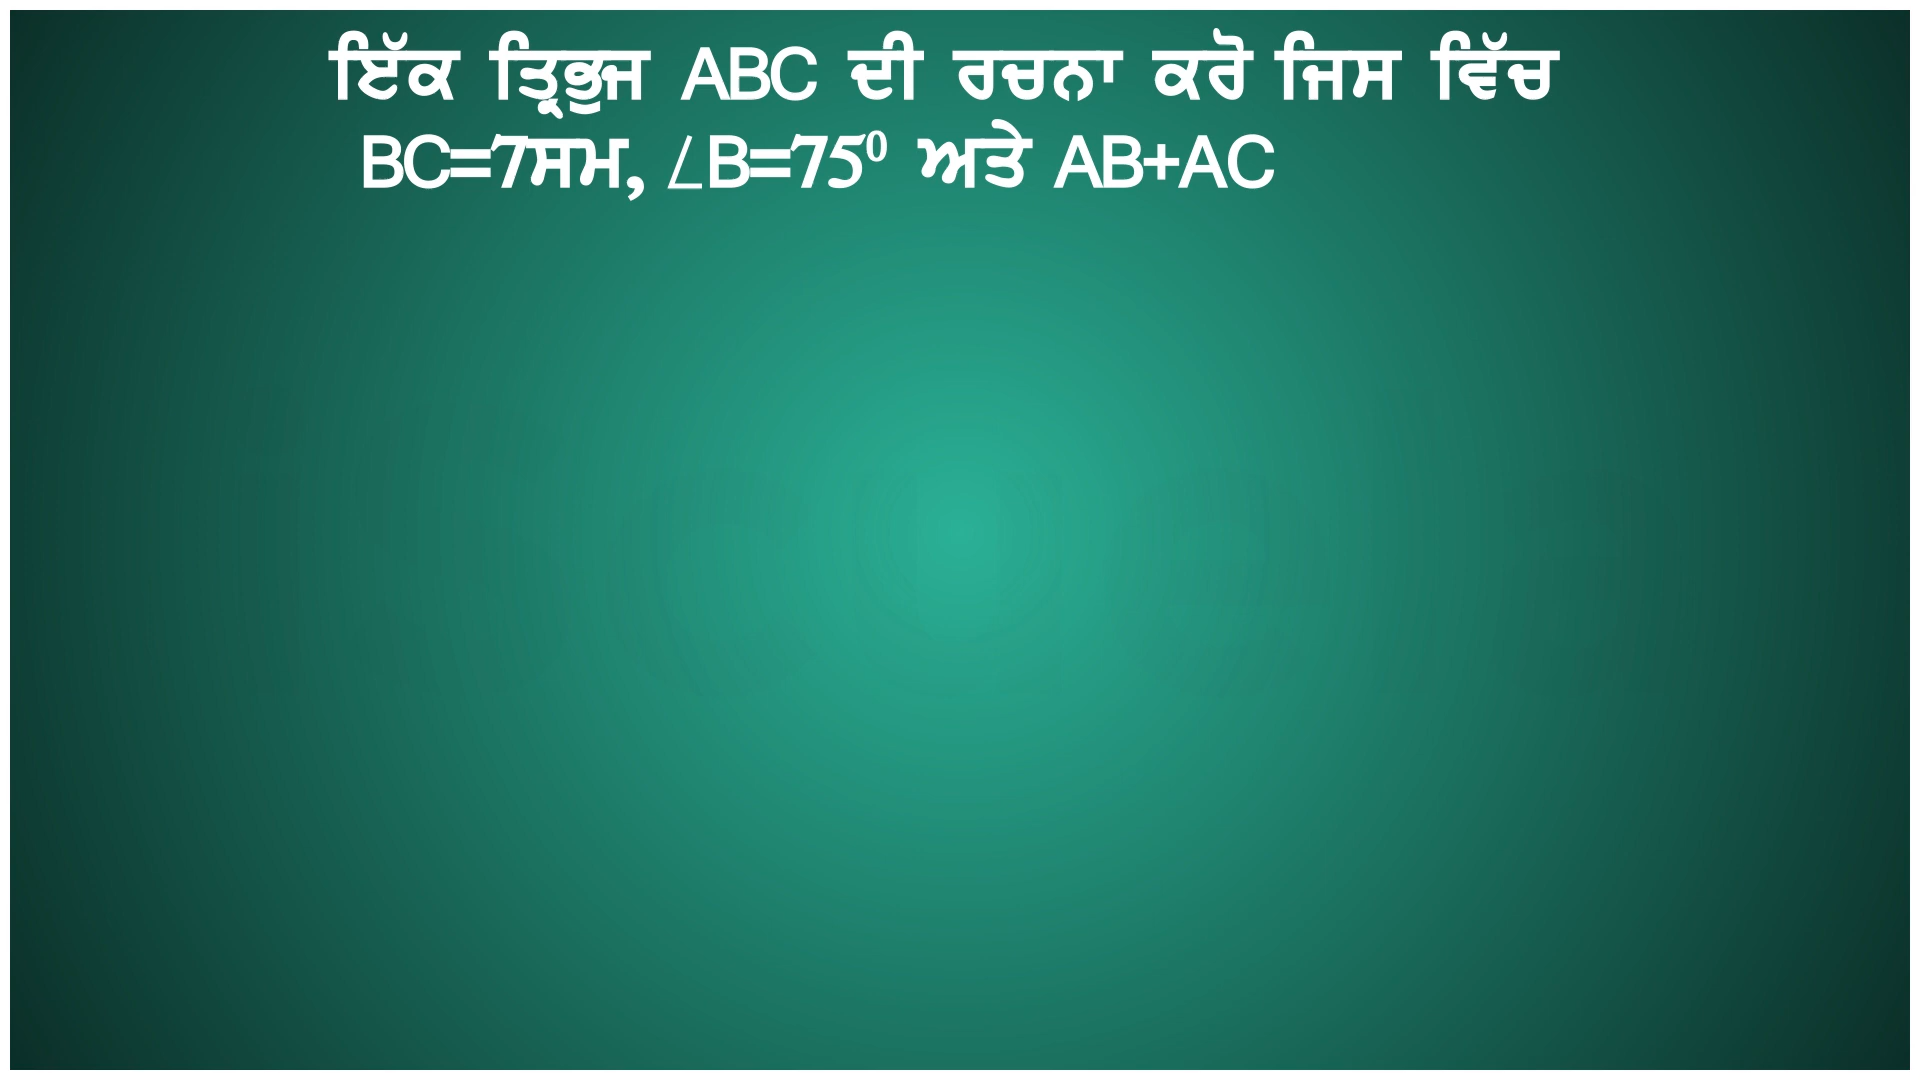 ਇੱਕ ਤ੍ਰਿਭੁਜ ABC ਦੀ ਰਚਨਾ ਕਰੋ ਜਿਸ ਵਿੱਚ
BC=7ਸਮ, ∠B=75⁰ ਅਤੇ AB+AC